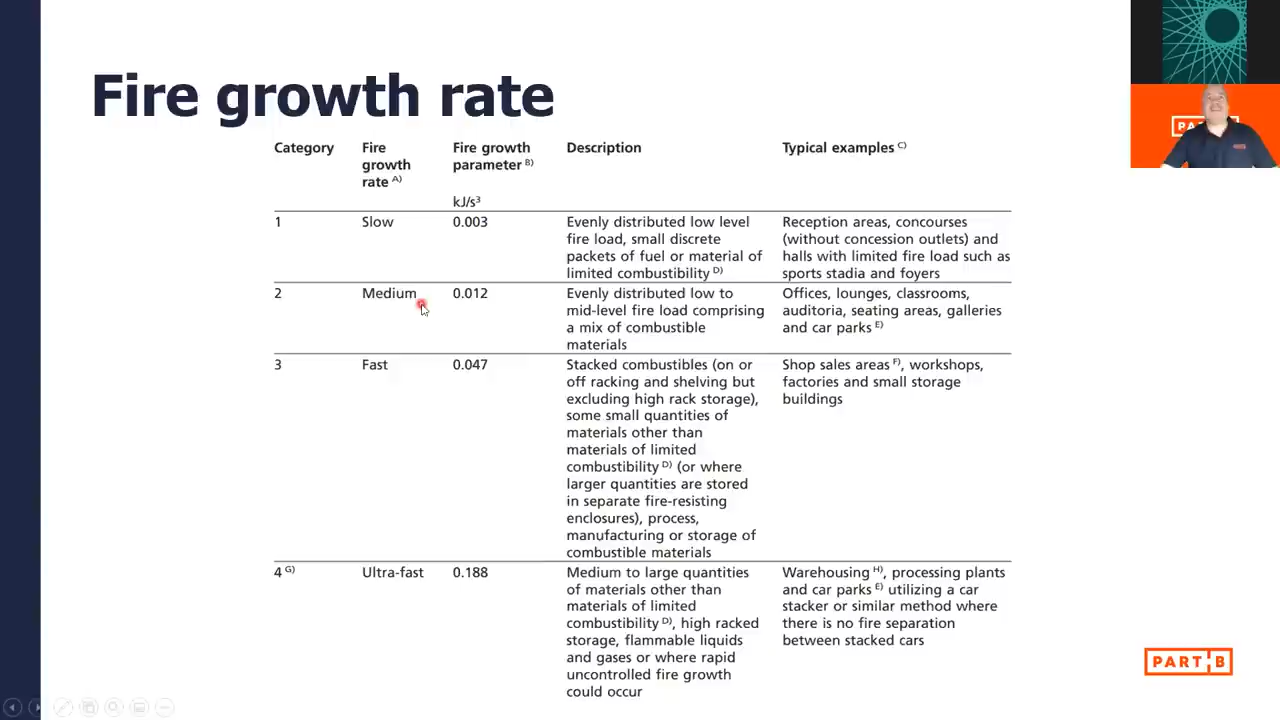 Fire growth rate
Category
Fire
growth
rate A)
Fire growth
parameter B)
kJ/s³
Description
Typical examples C)
1
Slow
0.003
Evenly distributed low level
fire load, small discrete
packets of fuel or material of
limited combustibility D)
Reception areas, concourses
(without concession outlets) and
halls with limited fire load such as
sports stadia and foyers
2
Medium
0.012
Evenly distributed low to
mid-level fire load comprising
a mix of combustible
materials
Offices, lounges, classrooms,
auditoria, seating areas, galleries
and car parks E)
3
Fast
0.047
Stacked combustibles (on or
off racking and shelving but
excluding high rack storage),
some small quantities of
materials other than
materials of limited
combustibility D) (or where
larger quantities are stored
in separate fire-resisting
enclosures), process,
manufacturing or storage of
combustible materials
Shop sales areas F), workshops,
factories and small storage
buildings
4 G)
Ultra-fast
0.188
Medium to large quantities
of materials other than
materials of limited
combustibility D), high racked
storage, flammable liquids
and gases or where rapid
uncontrolled fire growth
could occur
Warehousing H), processing plants
and car parks E) utilizing a car
stacker or similar method where
there is no fire separation
between stacked cars
PART B